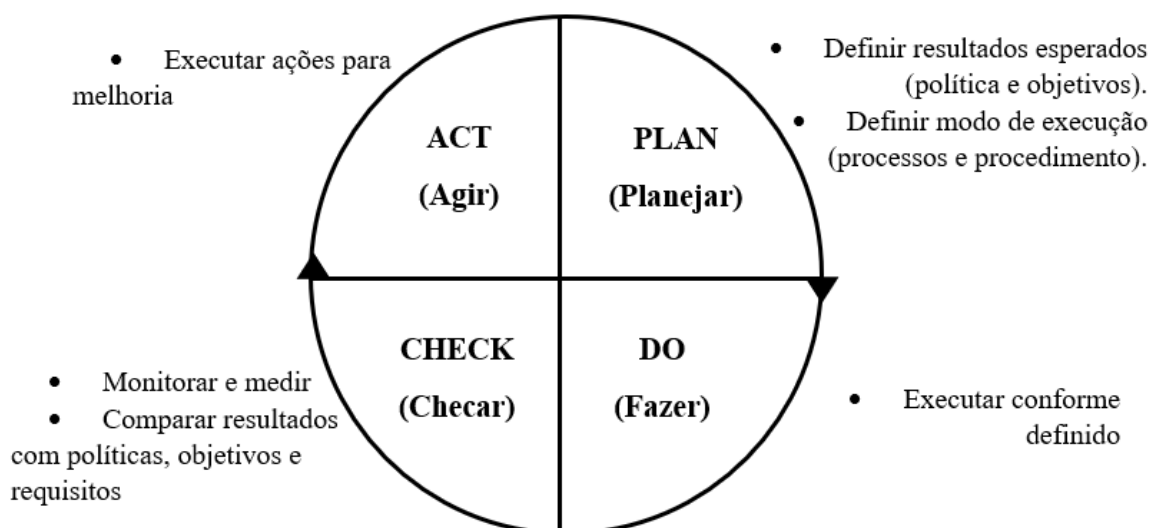 • Executar ações para
melhoria
ACT
(Agir)
PLAN
(Planejar)
• Definir resultados esperados
(política e objetivos).
• Definir modo de execução
(processos e procedimento).
CHECK
(Checar)
DO
(Fazer)
• Monitorar e medir
• Comparar resultados
com políticas, objetivos e
requisitos
• Executar conforme
definido